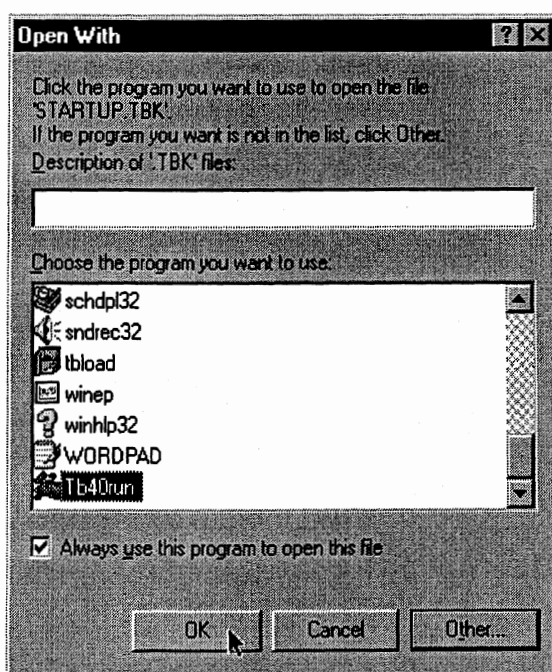 Open With
Click the program you want to use to open the file
'STARTUP.TBK'.
If the program you want is not in the list, click Other.
Description of '.TBK' files:
Choose the program you want to use:
schdpl32
sndrec32
tbload
winep
winhlp32
WORDPAD
Tb40run
Always use this program to open this file
OK
Cancel
Other...